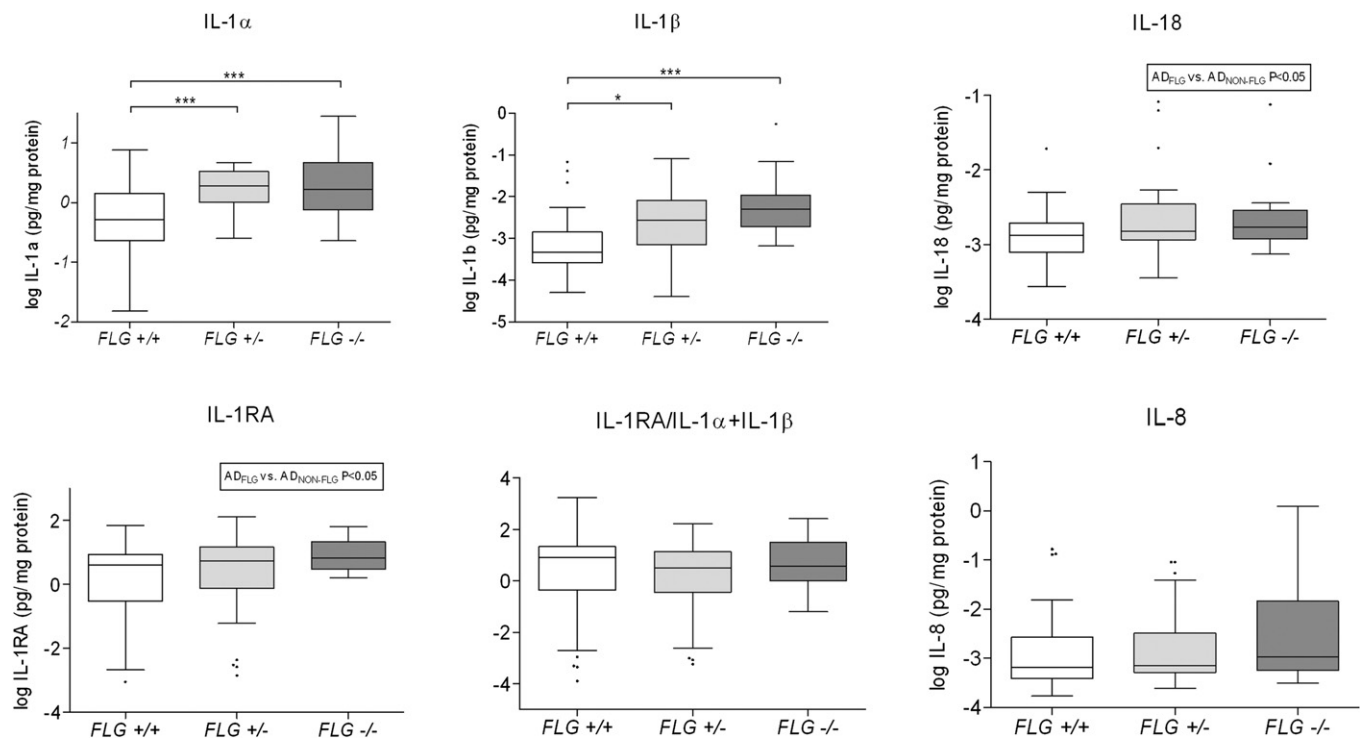 IL-1α
***
***
log IL-1a (pg/mg protein)
1
0
-1
-2
FLG +/+ FLG +/- FLG -/-
IL-1β
***
*
log IL-1b (pg/mg protein)
0
-1
-2
-3
-4
-5
FLG +/+ FLG +/- FLG -/-
IL-18
AD_FLG vs. AD_NON-FLG P<0.05
log IL-18 (pg/mg protein)
-1
-2
-3
-4
FLG +/+ FLG +/- FLG -/-
IL-1RA
AD_FLG vs. AD_NON-FLG P<0.05
log IL-1RA (pg/mg protein)
2
0
-2
-4
FLG +/+ FLG +/- FLG -/-
IL-1RA/IL-1α+IL-1β
4
2
0
-2
-4
FLG +/+ FLG +/- FLG -/-
IL-8
log IL-8 (pg/mg protein)
1
0
-1
-2
-3
-4
FLG +/+ FLG +/- FLG -/-